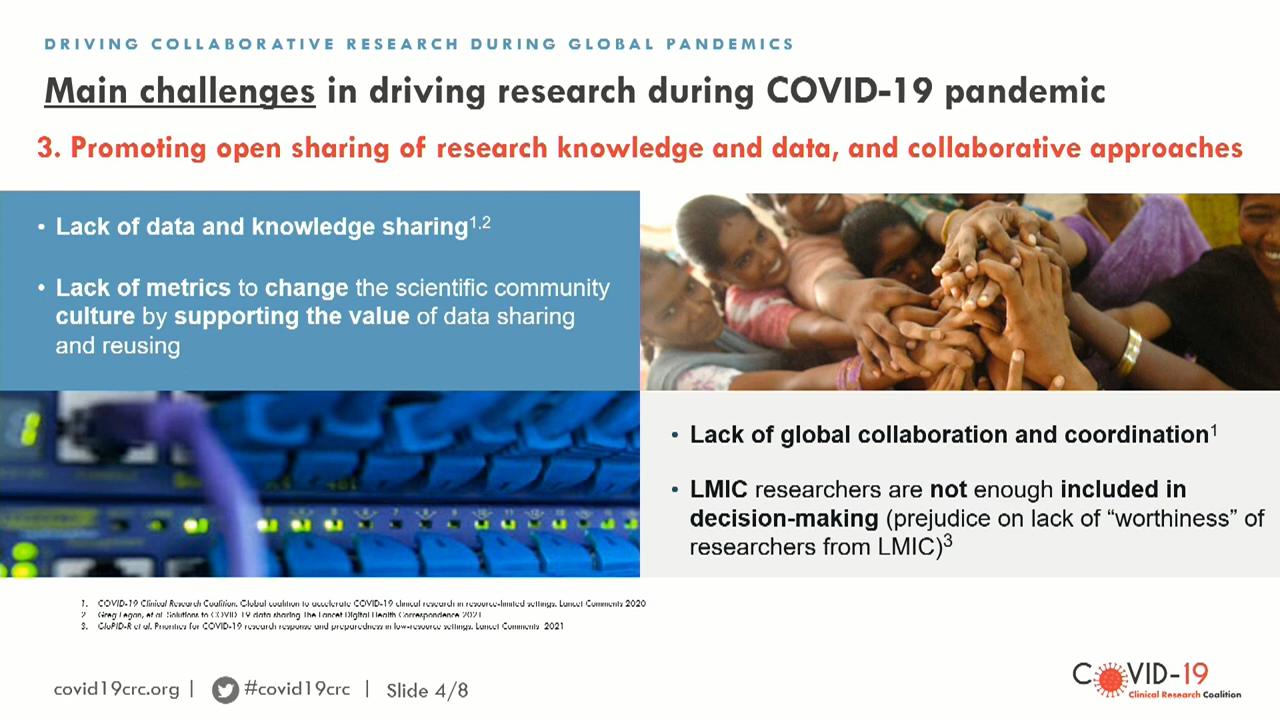 DRIVING COLLABORATIVE RESEARCH DURING GLOBAL PANDEMICS
Main challenges in driving research during COVID-19 pandemic
3. Promoting open sharing of research knowledge and data, and collaborative approaches
• Lack of data and knowledge sharing1,2
• Lack of metrics to change the scientific community
culture by supporting the value of data sharing
and reusing
• Lack of global collaboration and coordination1
• LMIC researchers are not enough included in
decision-making (prejudice on lack of “worthiness” of
researchers from LMIC)3
1. COVID-19 Clinical Research Coalition. Global coalition to accelerate COVID-19 clinical research in resource-limited settings. Lancet Comments 2020
2. Greg Fegan, et al. Solutions to COVID-19 data sharing The Lancet Digital Health Correspondence 2021
3. GloPID-R et al. Priorities for COVID-19 research response and preparedness in low-resource settings. Lancet Comments 2021
covid19crc.org | #covid19crc | Slide 4/8
COVID-19
Clinical Research Coalition